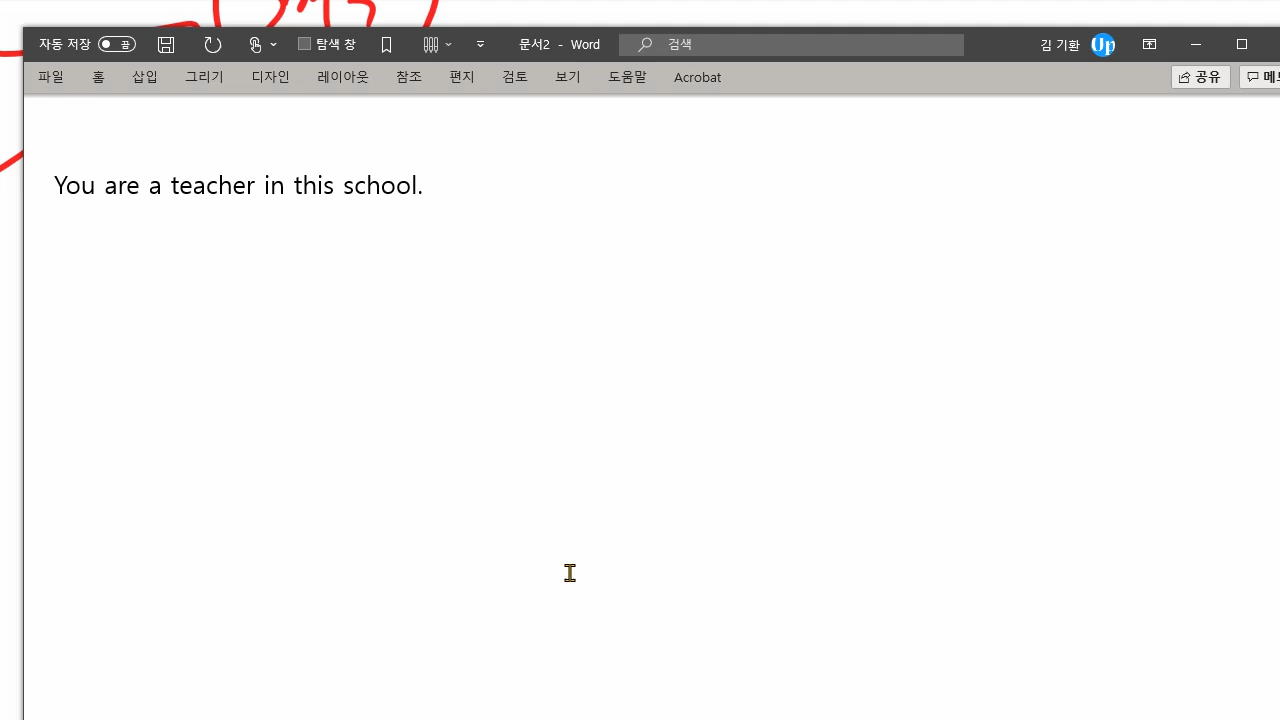 자동 저장 끔 탐색 창 문서2 - Word 검색 김 기환 Up
파일 홈 삽입 그리기 디자인 레이아웃 참조 편지 검토 보기 도움말 Acrobat 공유
You are a teacher in this school.